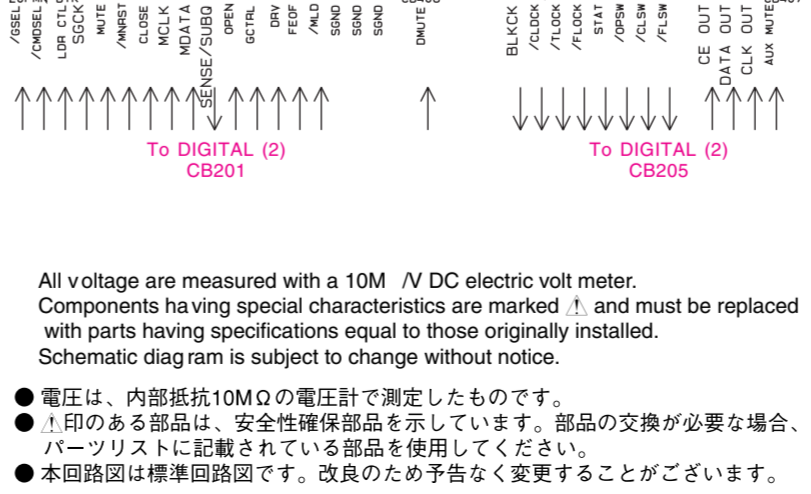 /GSEL
/CMDSEL
LDR CTL
SGCK
MUTE
/MNRST
CLOSE
MCLK
MDATA
SENSE/SUBQ
OPEN
GCTRL
DRV
FEOF
/MLD
SGND
SGND
SGND
DMUTE
BLKCK
/CLOCK
/TLOCK
/FLOCK
STAT
/OPSW
/CLSW
/FLSW
CE OUT
DATA OUT
CLK OUT
AUX MUTE
To DIGITAL (2)
CB201
To DIGITAL (2)
CB205
All voltage are measured with a 10M /V DC electric volt meter.
Components having special characteristics are marked ⚠ and must be replaced
with parts having specifications equal to those originally installed.
Schematic diagram is subject to change without notice.
● 電圧は、内部抵抗10MΩの電圧計で測定したものです。
● ⚠印のある部品は、安全性確保部品を示しています。部品の交換が必要な場合、
パーツリストに記載されている部品を使用してください。
● 本回路図は標準回路図です。改良のため予告なく変更することがございます。